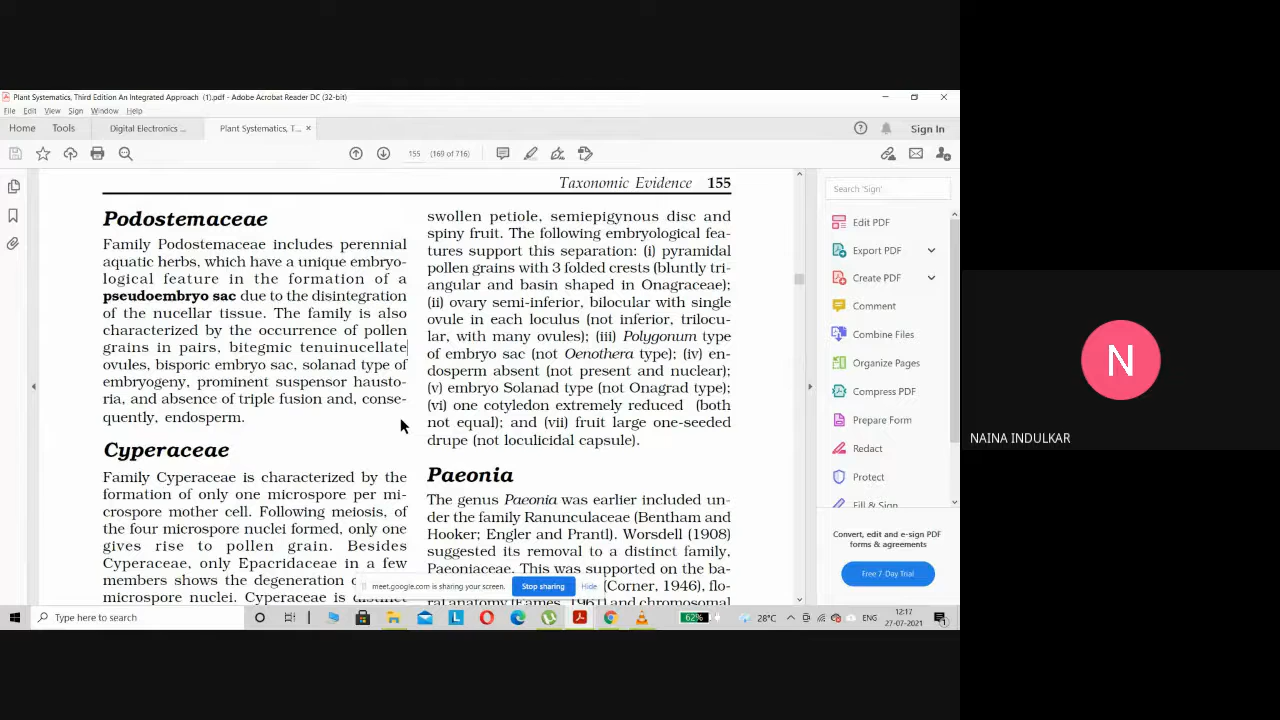 Plant Systematics, Third Edition An Integrated Approach (1).pdf - Adobe Acrobat Reader DC (32-bit)
File Edit View Sign Window Help
Home Tools Digital Electronics ... Plant Systematics, T... ×
Sign In
155 (169 of 716)
Taxonomic Evidence 155
Podostemaceae
Family Podostemaceae includes perennial
aquatic herbs, which have a unique embryo-
logical feature in the formation of a
pseudoembryo sac due to the disintegration
of the nucellar tissue. The family is also
characterized by the occurrence of pollen
grains in pairs, bitegmic tenuinucellate
ovules, bisporic embryo sac, solanad type of
embryogeny, prominent suspensor hausto-
ria, and absence of triple fusion and, conse-
quently, endosperm.
Cyperaceae
Family Cyperaceae is characterized by the
formation of only one microspore per mi-
crospore mother cell. Following meiosis, of
the four microspore nuclei formed, only one
gives rise to pollen grain. Besides
Cyperaceae, only Epacridaceae in a few
members shows the degeneration
microspore nuclei. Cyperaceae is distinct
swollen petiole, semiepigynous disc and
spiny fruit. The following embryological fea-
tures support this separation: (i) pyramidal
pollen grains with 3 folded crests (bluntly tri-
angular and basin shaped in Onagraceae);
(ii) ovary semi-inferior, bilocular with single
ovule in each loculus (not inferior, trilocu-
lar, with many ovules); (iii) Polygonum type
of embryo sac (not Oenothera type); (iv) en-
dosperm absent (not present and nuclear);
(v) embryo Solanad type (not Onagrad type);
(vi) one cotyledon extremely reduced (both
not equal); and (vii) fruit large one-seeded
drupe (not loculicidal capsule).
Paeonia
The genus Paeonia was earlier included un-
der the family Ranunculaceae (Bentham and
Hooker; Engler and Prantl). Worsdell (1908)
suggested its removal to a distinct family,
Paeoniaceae. This was supported on the ba-
(Corner, 1946), flo-
ral anatomy (Eames, 1961) and chromosomal
meet.google.com is sharing your screen. Stop sharing Hide
Search 'Sign'
Edit PDF
Export PDF
Create PDF
Comment
Combine Files
Organize Pages
Compress PDF
Prepare Form
Redact
Protect
Fill & Sign
Convert, edit and e-sign PDF
forms & agreements
Free 7-Day Trial
Type here to search
62%
28°C
ENG
12:17
27-07-2021
N
NAINA INDULKAR